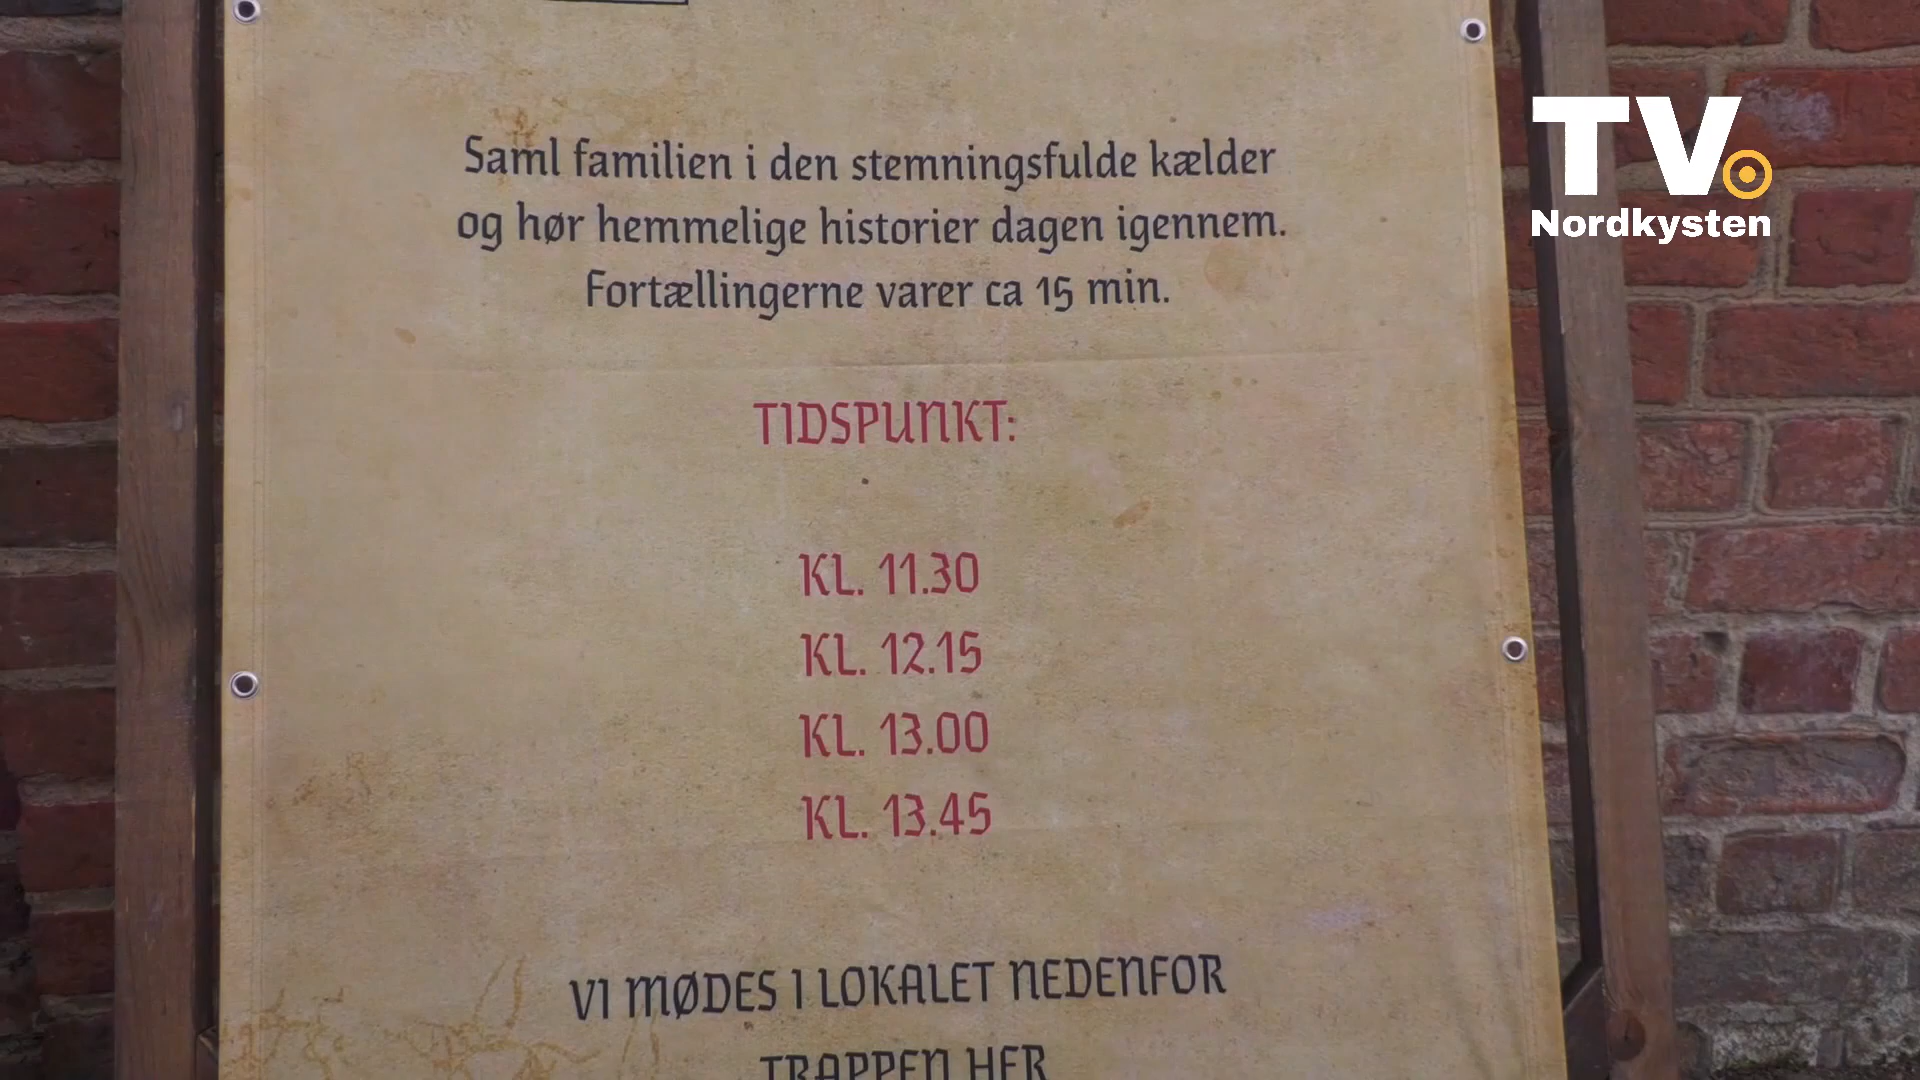 Saml familien i den stemningsfulde kælder
og hør hemmelige historier dagen igennem.
Fortællingerne varer ca 15 min.
TIDSPUNKT:
KL. 11.30
KL. 12.15
KL. 13.00
KL. 13.45
VI MØDES I LOKALET NEDENFOR
TRAPPEN HER
TV
Nordkysten